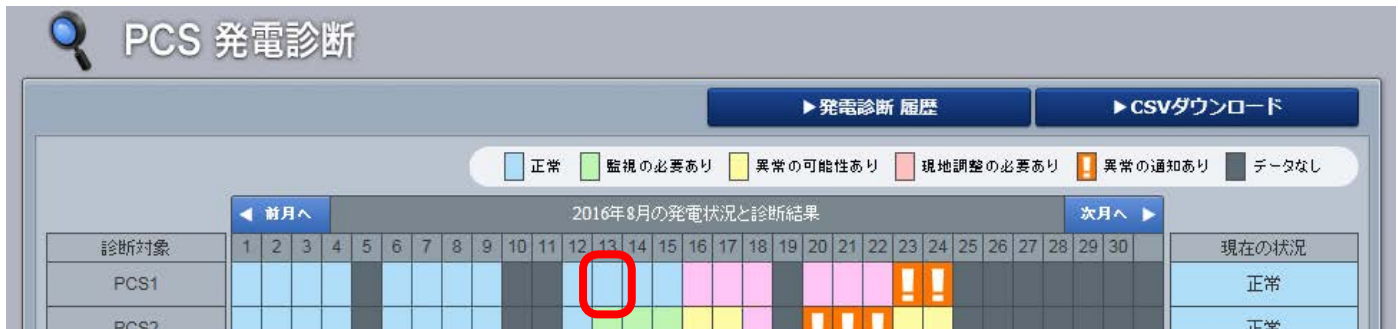 PCS 発電診断
▶発電診断 履歴 ▶CSVダウンロード
正常 監視の必要あり 異常の可能性あり 現地調整の必要あり 異常の通知あり データなし
◀ 前月へ 2016年8月の発電状況と診断結果 次月へ ▶
診断対象 1 2 3 4 5 6 7 8 9 10 11 12 13 14 15 16 17 18 19 20 21 22 23 24 25 26 27 28 29 30 現在の状況
PCS1 正常
PCS2 正常